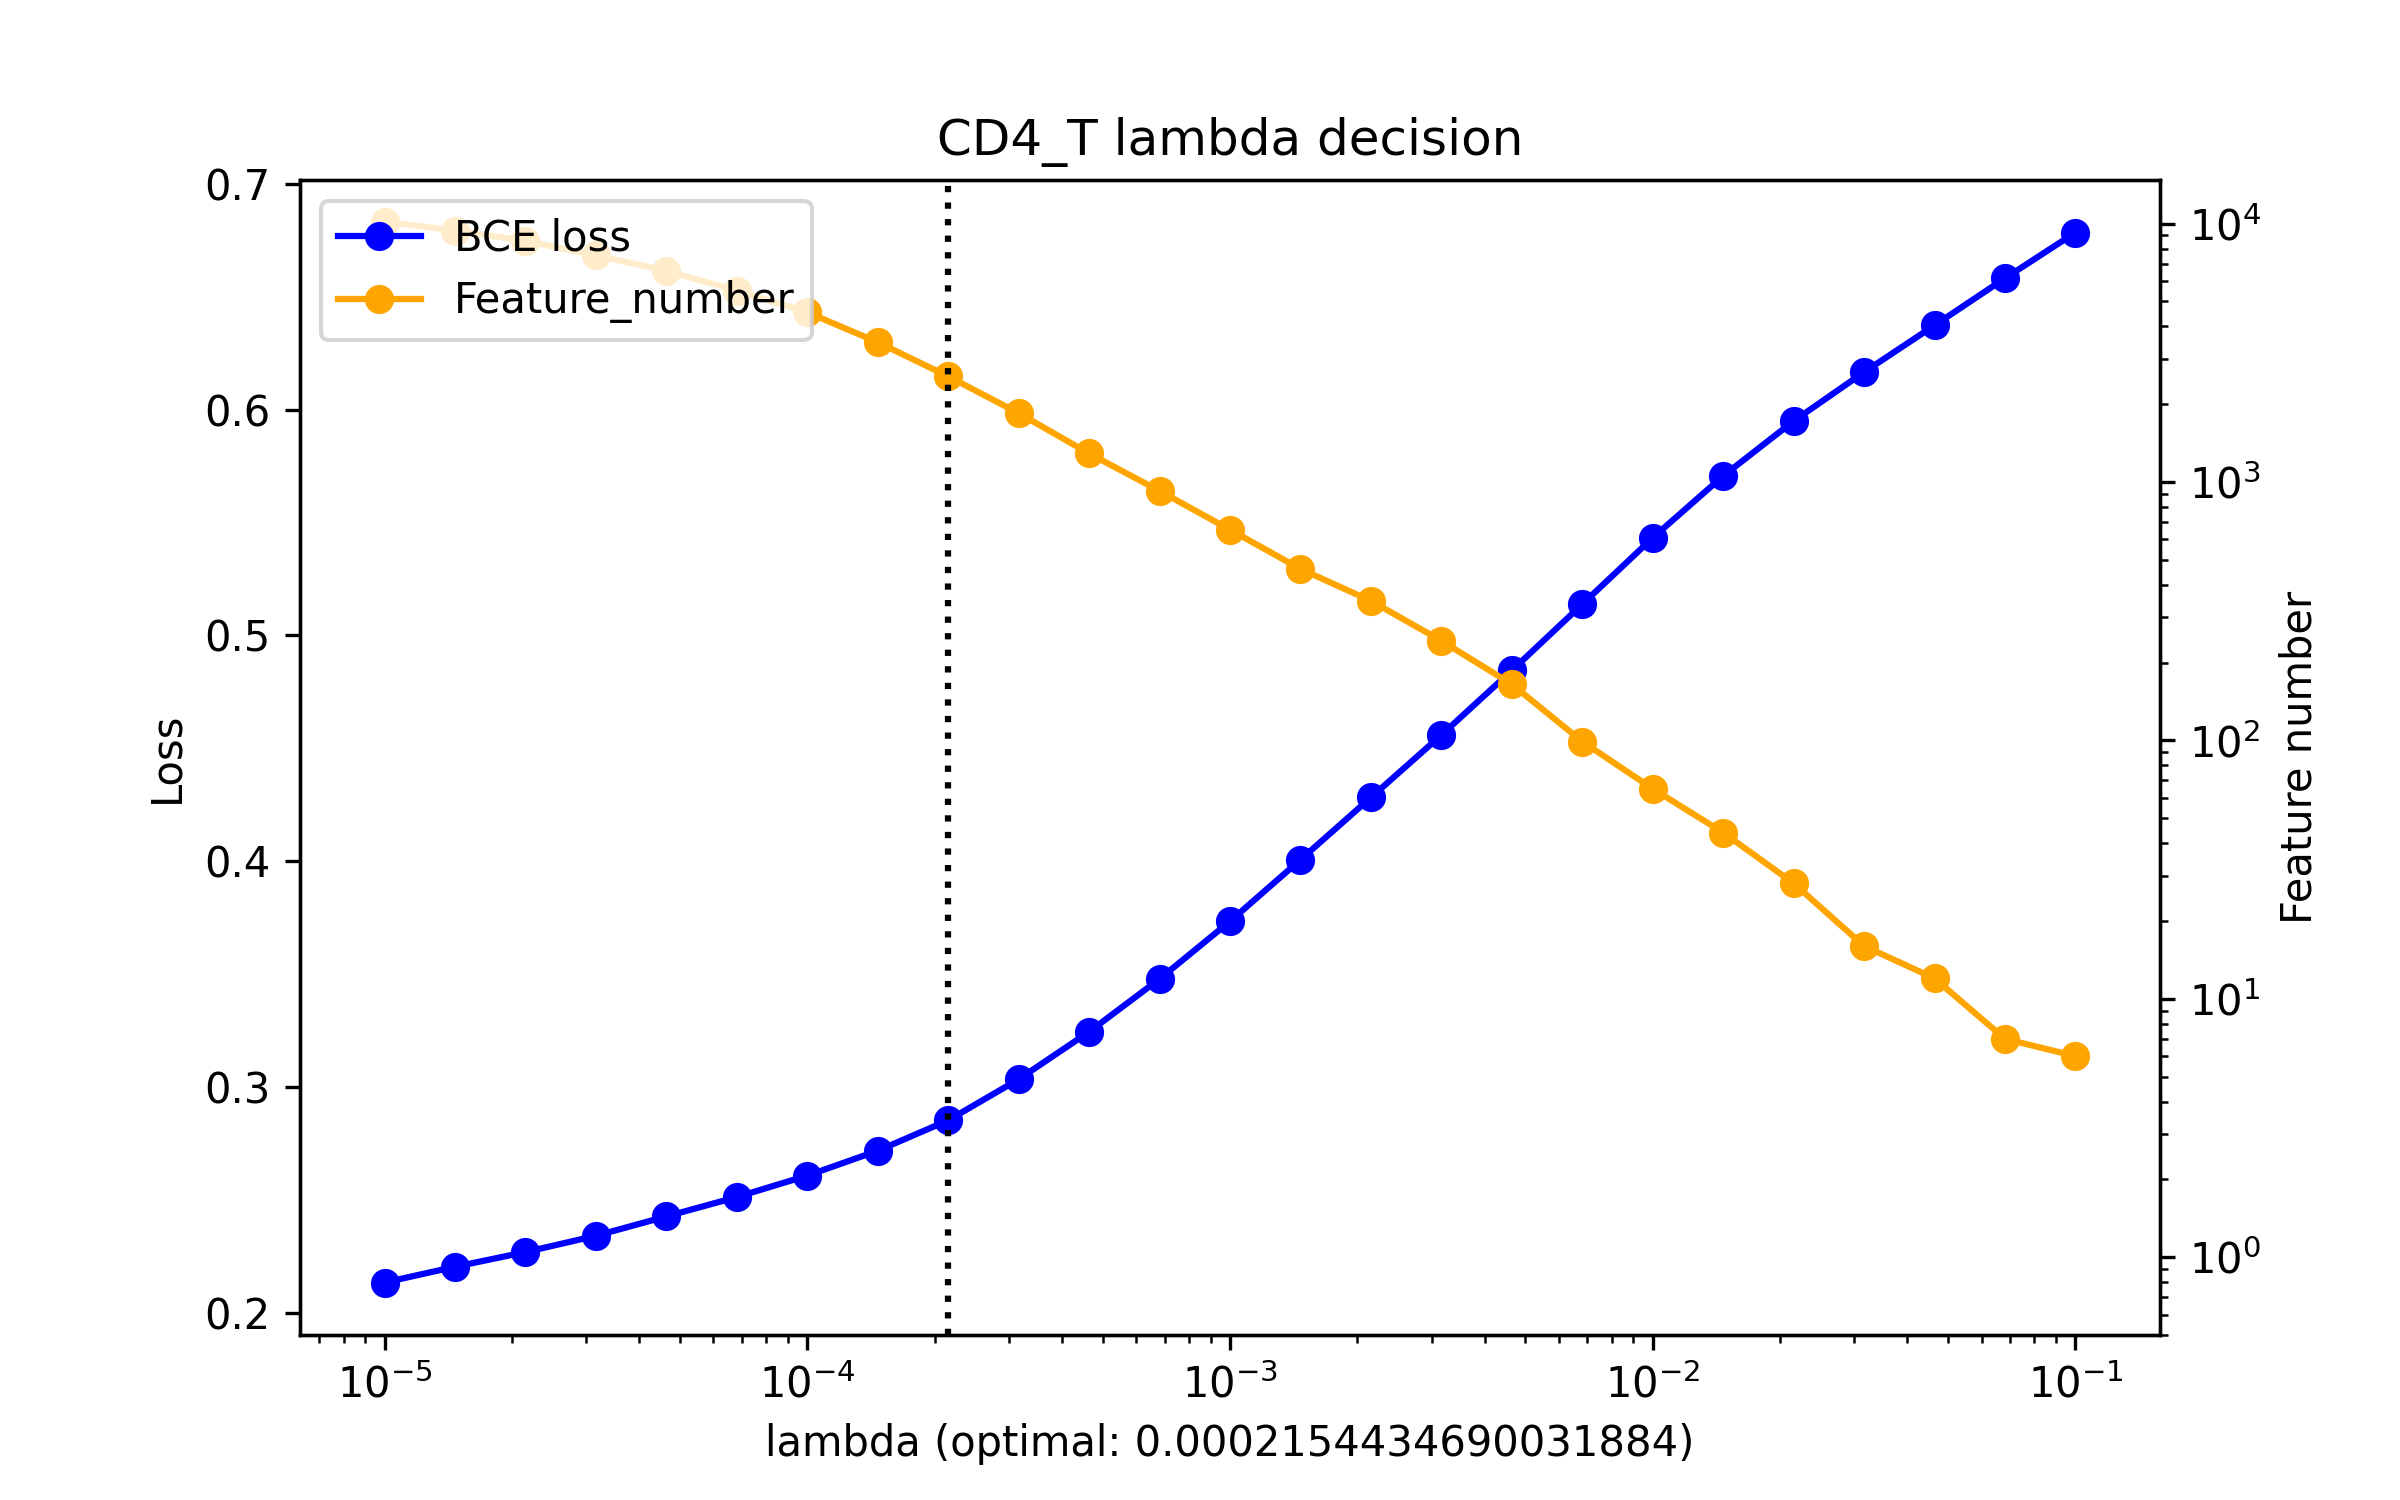 CD4_T lambda decision
BCE loss
Feature_number
0.7
0.6
0.5
0.4
0.3
0.2
Loss
10⁴
10³
10²
10¹
10⁰
Feature number
10⁻⁵ 10⁻⁴ 10⁻³ 10⁻² 10⁻¹
lambda (optimal: 0.00021544346900031884)